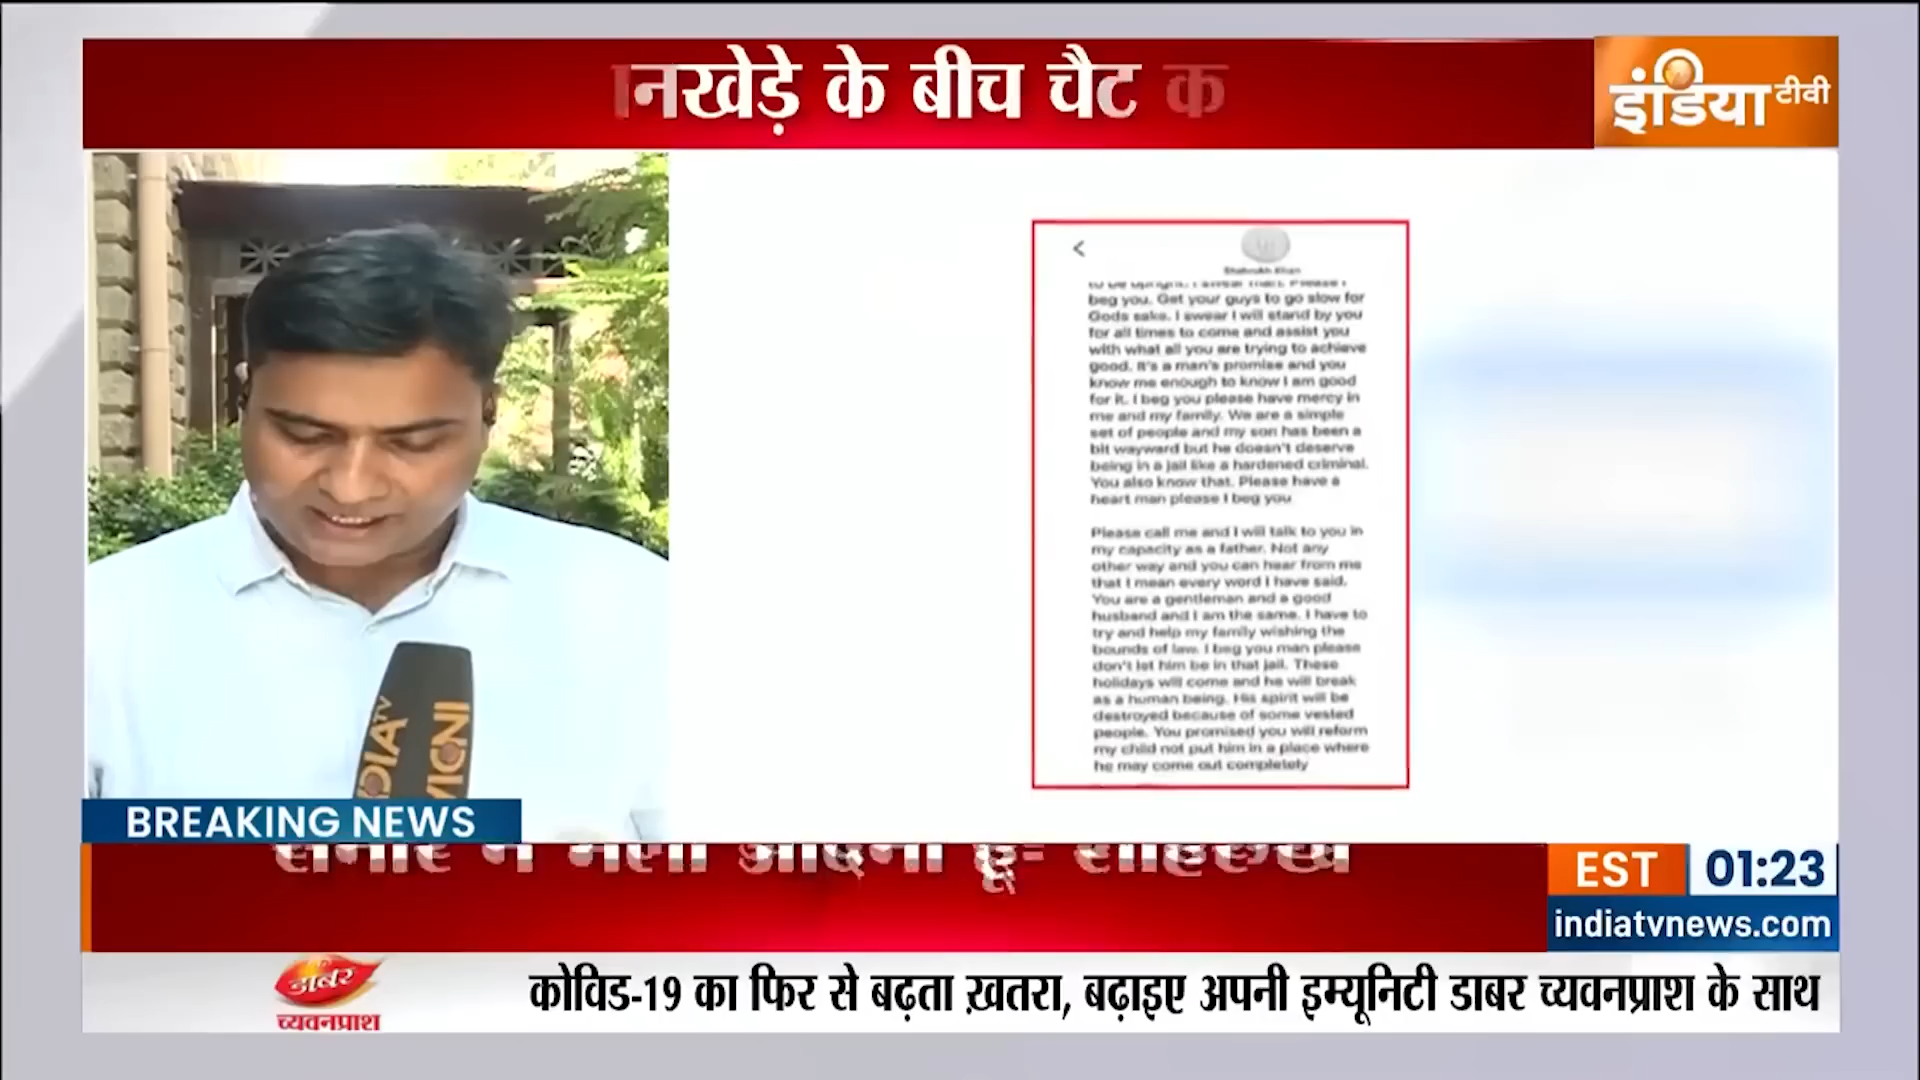 ानखेड़े के बीच चैट क
इंडिया टीवी
<
Shahrukh Khan
to be upright. I swear man. Please I
beg you. Get your guys to go slow for
Gods sake. I swear I will stand by you
for all times to come and assist you
with what all you are trying to achieve
good. It's a man's promise and you
know me enough to know I am good
for it. I beg you please have mercy in
me and my family. We are a simple
set of people and my son has been a
bit wayward but he doesn't deserve
being in a jail like a hardened criminal.
You also know that. Please have a
heart man please I beg you
Please call me and I will talk to you in
my capacity as a father. Not any
other way and you can hear from me
that I mean every word I have said.
You are a gentleman and a good
husband and I am the same. I have to
try and help my family wishing the
bounds of law. I beg you man please
don't let him be in that jail. These
holidays will come and he will break
as a human being. His spirit will be
destroyed because of some vested
people. You promised you will reform
my child not put him in a place where
he may come out completely
NDIA TV
VICNI
BREAKING NEWS
EST 01:23
indiatvnews.com
डाबर
च्यवनप्राश
कोविड-19 का फिर से बढ़ता ख़तरा, बढ़ाइए अपनी इम्यूनिटी डाबर च्यवनप्राश के साथ